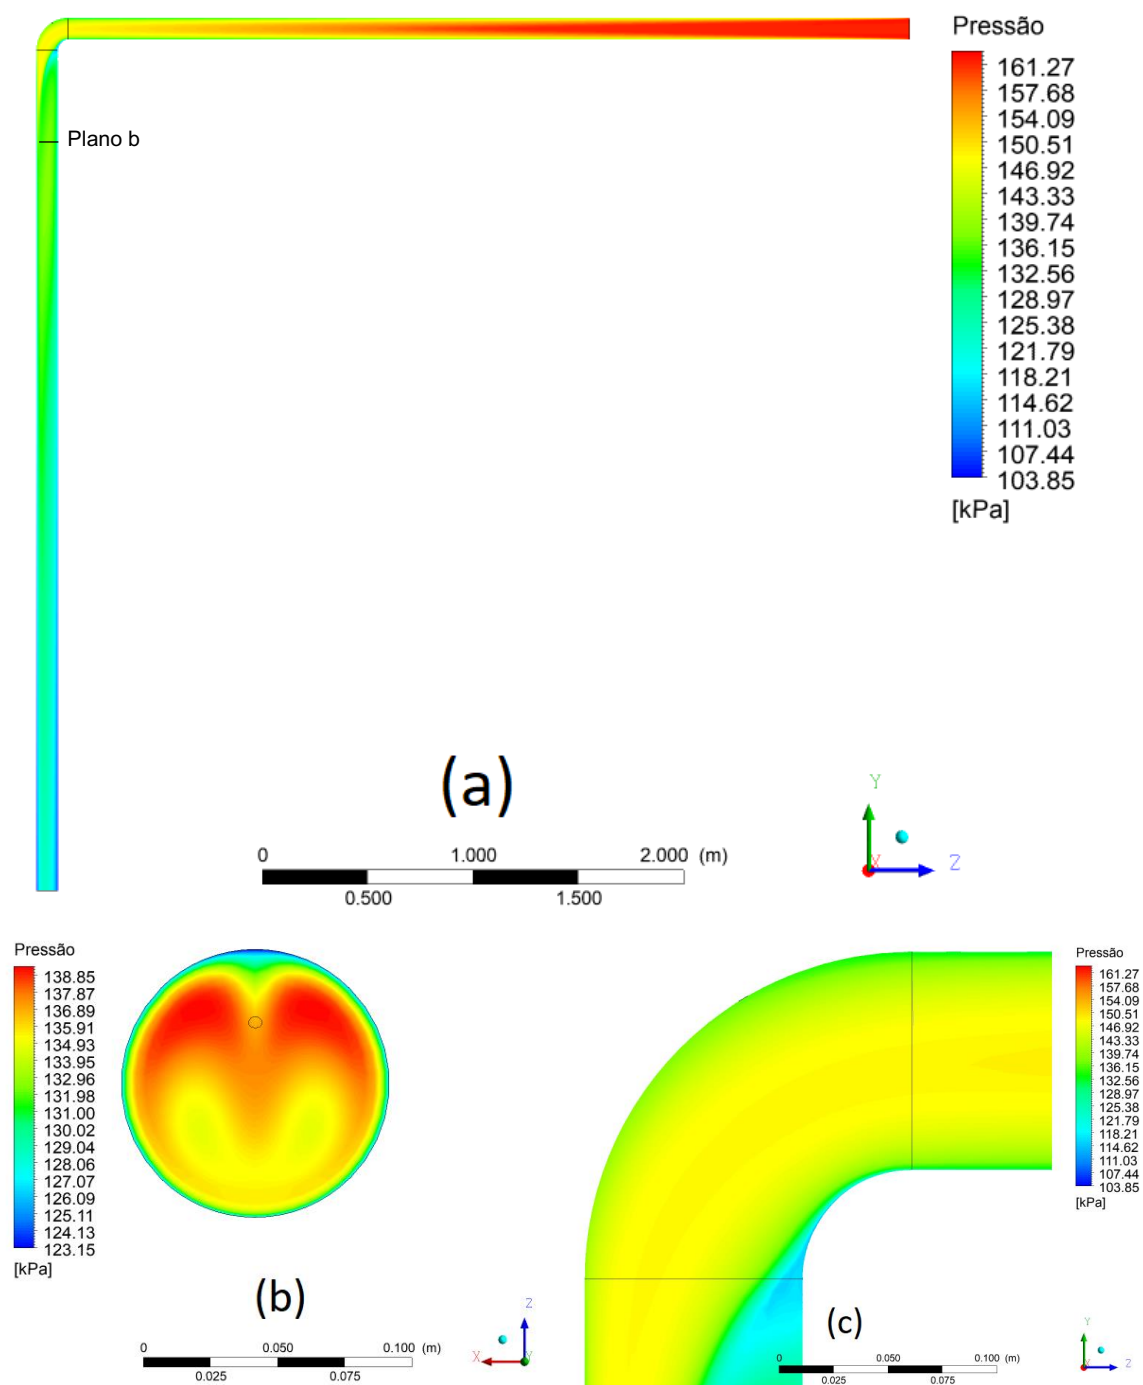 Pressão
161.27
157.68
154.09
150.51
146.92
143.33
139.74
136.15
132.56
128.97
125.38
121.79
118.21
114.62
111.03
107.44
103.85
[kPa]
Plano b
(a)
0 1.000 2.000 (m)
0.500 1.500
Y
X Z
Pressão
138.85
137.87
136.89
135.91
134.93
133.95
132.96
131.98
131.00
130.02
129.04
128.06
127.07
126.09
125.11
124.13
123.15
[kPa]
(b)
0 0.050 0.100 (m)
0.025 0.075
Z
X Y
Pressão
161.27
157.68
154.09
150.51
146.92
143.33
139.74
136.15
132.56
128.97
125.38
121.79
118.21
114.62
111.03
107.44
103.85
[kPa]
(c)
0 0.050 0.100 (m)
0.025 0.075
Y
X Z